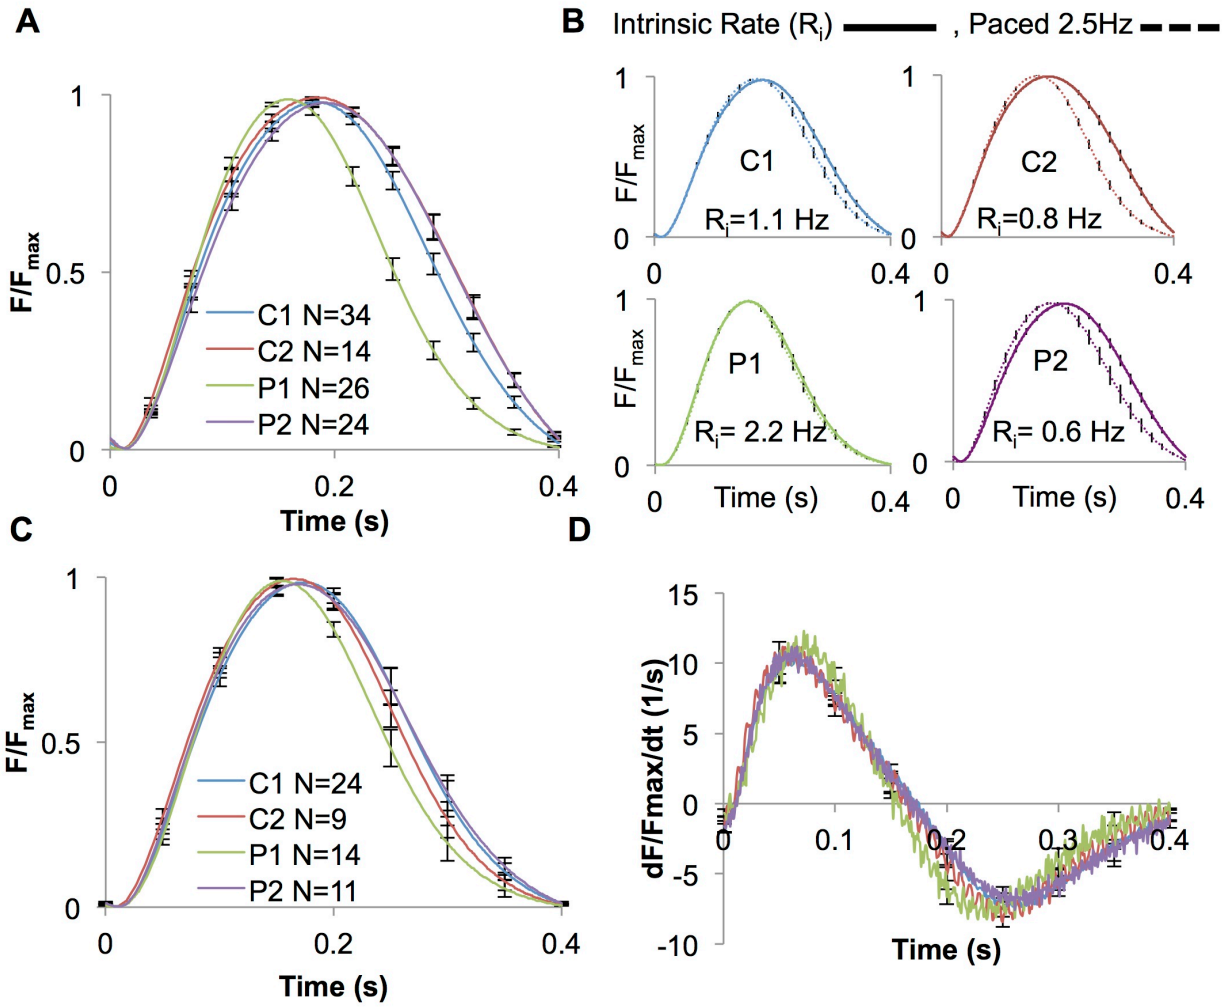 A
F/Fmax
1
0.5
0
0
0.2
0.4
Time (s)
C1 N=34
C2 N=14
P1 N=26
P2 N=24
B
Intrinsic Rate (Ri) , Paced 2.5Hz
F/Fmax
1
0
C1
Ri=1.1 Hz
0
0.4
1
0
C2
Ri=0.8 Hz
0
0.4
F/Fmax
1
0
P1
Ri= 2.2 Hz
0
Time (s)
0.4
1
0
P2
Ri= 0.6 Hz
0
Time (s)
0.4
C
F/Fmax
1
0.5
0
0
0.2
0.4
Time (s)
C1 N=24
C2 N=9
P1 N=14
P2 N=11
D
dF/Fmax/dt (1/s)
15
10
5
0
-5
-10
0
0.1
0.2
0.3
0.4
Time (s)